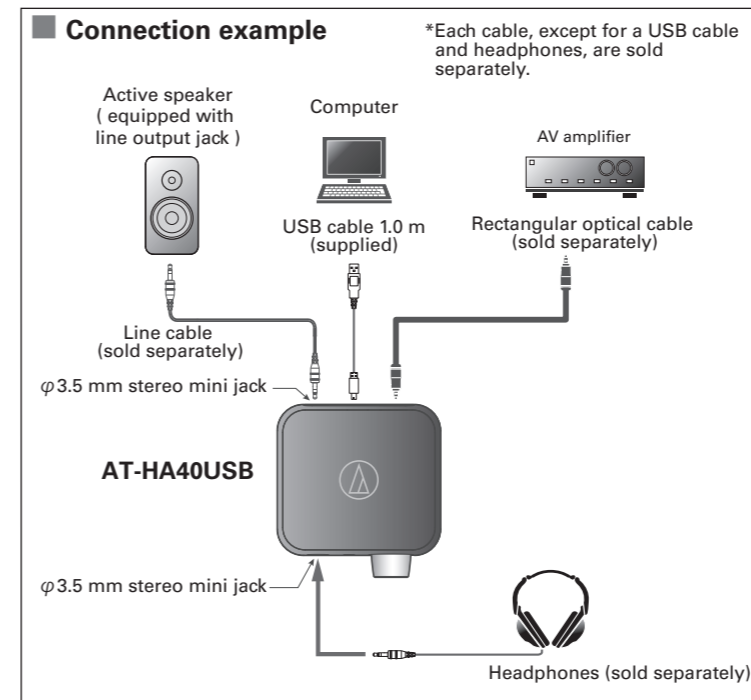 Connection example
*Each cable, except for a USB cable
and headphones, are sold
separately.
Active speaker
( equipped with
line output jack )
Computer
AV amplifier
USB cable 1.0 m
(supplied)
Rectangular optical cable
(sold separately)
Line cable
(sold separately)
φ3.5 mm stereo mini jack
AT-HA40USB
φ3.5 mm stereo mini jack
Headphones (sold separately)